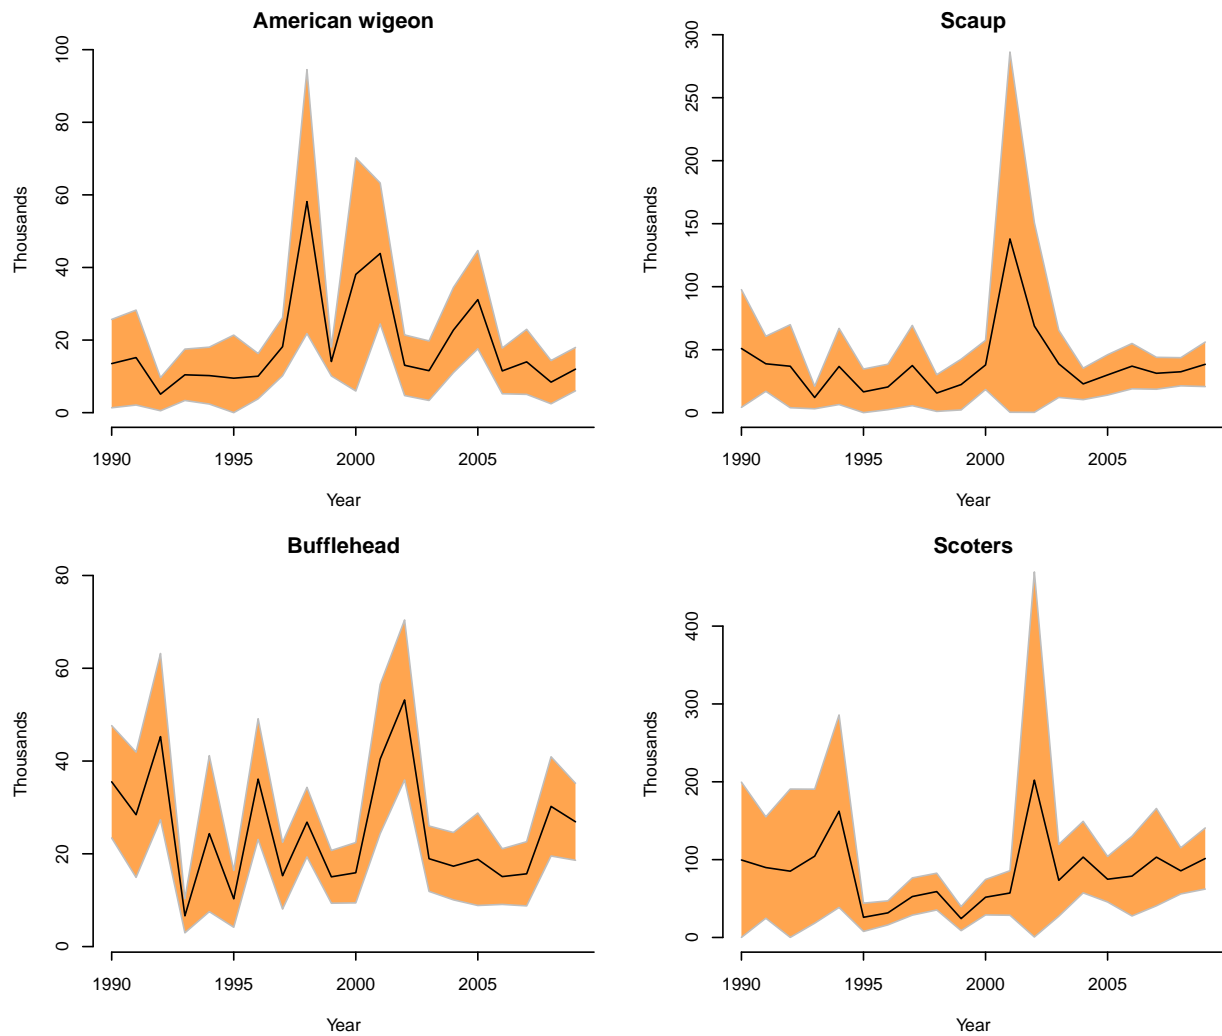 American wigeon
Thousands
0 20 40 60 80 100
1990 1995 2000 2005
Year
Scaup
Thousands
0 50 100 150 200 250 300
1990 1995 2000 2005
Year
Bufflehead
Thousands
0 20 40 60 80
1990 1995 2000 2005
Year
Scoters
Thousands
0 100 200 300 400
1990 1995 2000 2005
Year